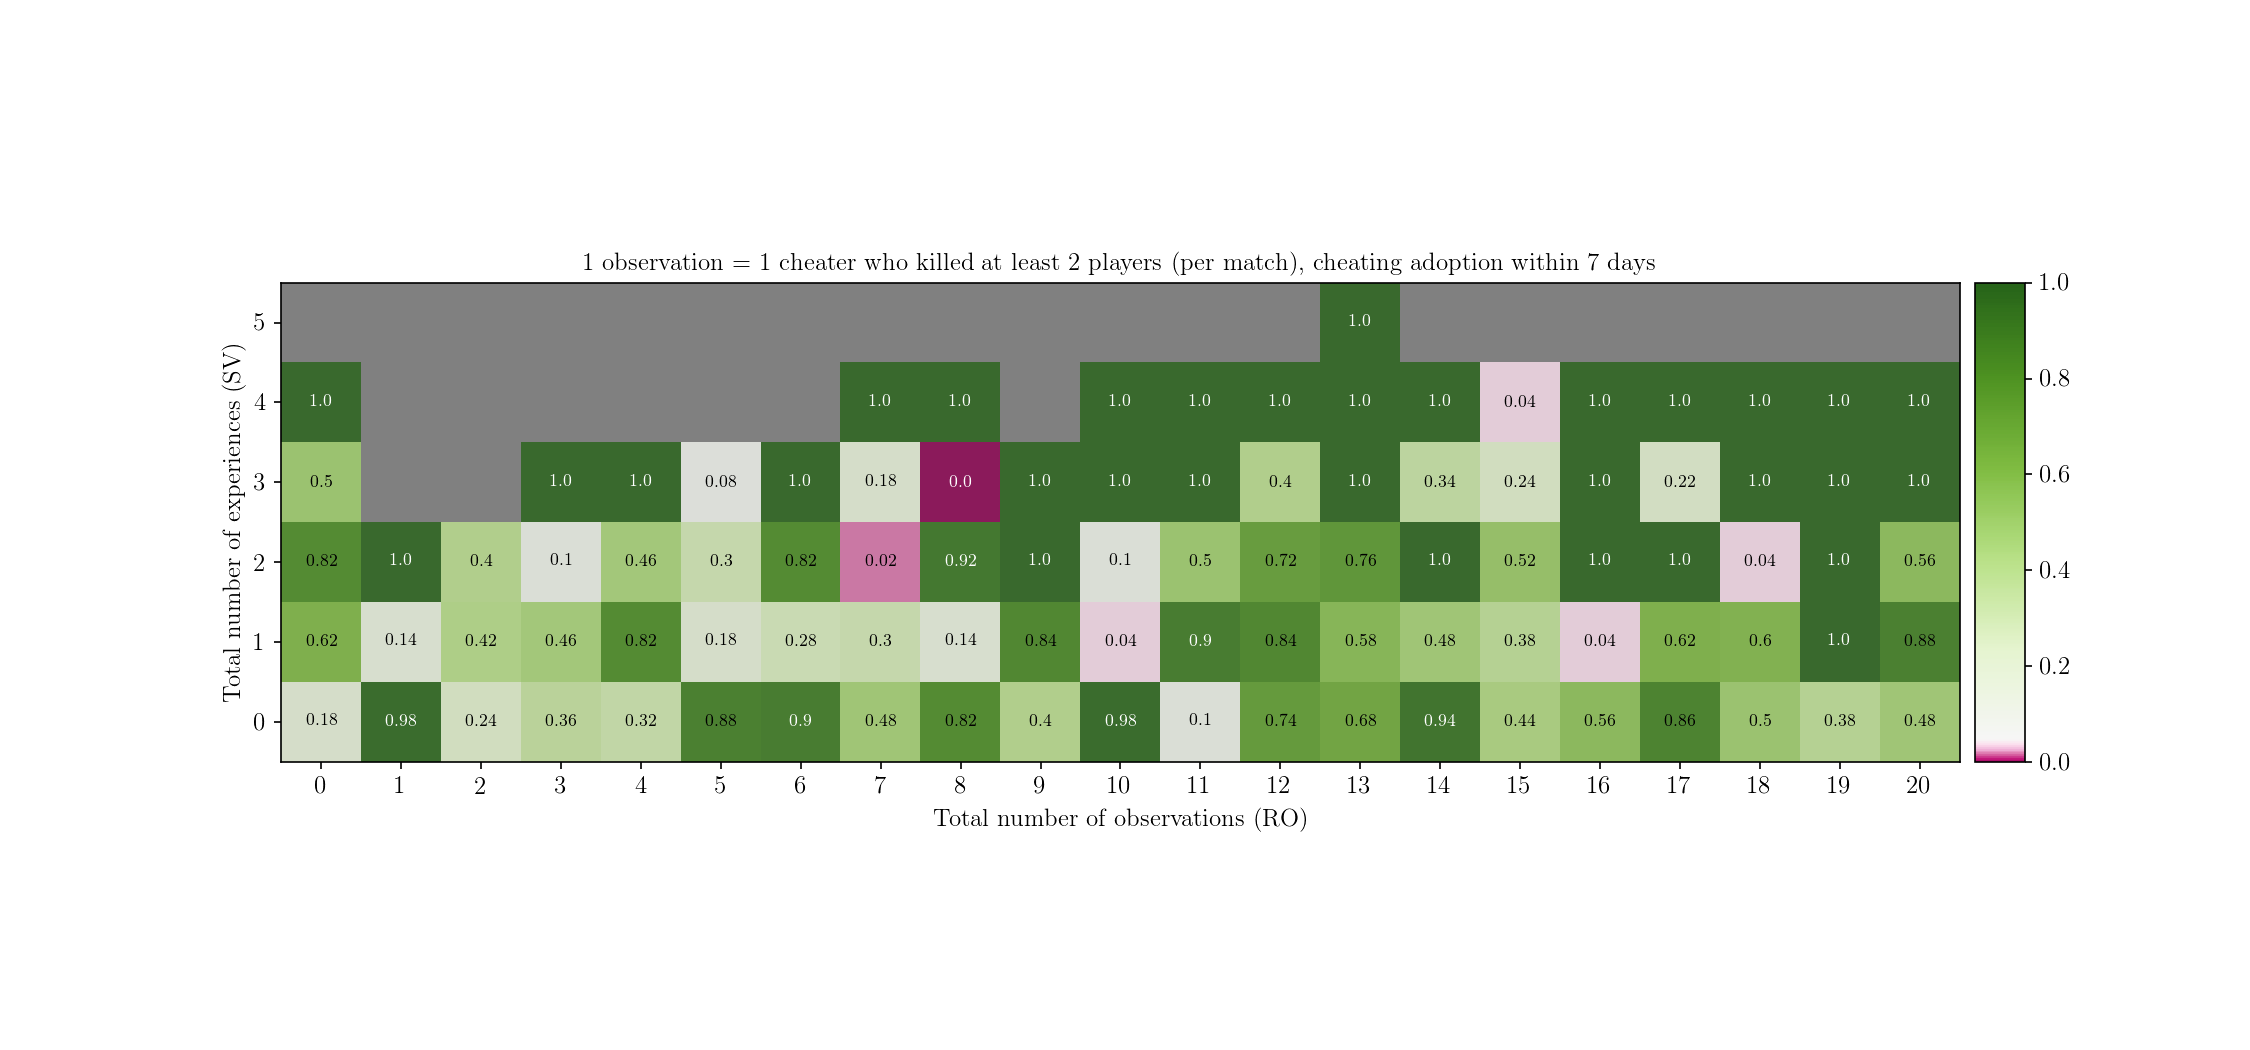 1 observation = 1 cheater who killed at least 2 players (per match), cheating adoption within 7 days
Total number of experiences (SV)
5 1.0
4 1.0 1.0 1.0 1.0 1.0 1.0 1.0 1.0 0.04 1.0 1.0 1.0 1.0 1.0
3 0.5 1.0 1.0 0.08 1.0 0.18 0.0 1.0 1.0 1.0 0.4 1.0 0.34 0.24 1.0 0.22 1.0 1.0 1.0
2 0.82 1.0 0.4 0.1 0.46 0.3 0.82 0.02 0.92 1.0 0.1 0.5 0.72 0.76 1.0 0.52 1.0 1.0 0.04 1.0 0.56
1 0.62 0.14 0.42 0.46 0.82 0.18 0.28 0.3 0.14 0.84 0.04 0.9 0.84 0.58 0.48 0.38 0.04 0.62 0.6 1.0 0.88
0 0.18 0.98 0.24 0.36 0.32 0.88 0.9 0.48 0.82 0.4 0.98 0.1 0.74 0.68 0.94 0.44 0.56 0.86 0.5 0.38 0.48
0 1 2 3 4 5 6 7 8 9 10 11 12 13 14 15 16 17 18 19 20
Total number of observations (RO)
1.0
0.8
0.6
0.4
0.2
0.0